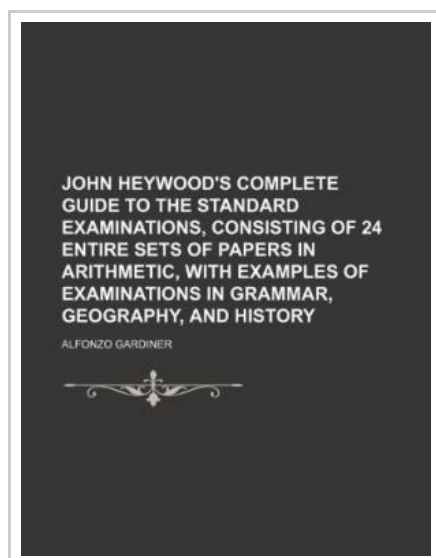 JOHN HEYWOOD'S COMPLETE
GUIDE TO THE STANDARD
EXAMINATIONS, CONSISTING OF 24
ENTIRE SETS OF PAPERS IN
ARITHMETIC, WITH EXAMPLES OF
EXAMINATIONS IN GRAMMAR,
GEOGRAPHY, AND HISTORY
ALFONZO GARDINER